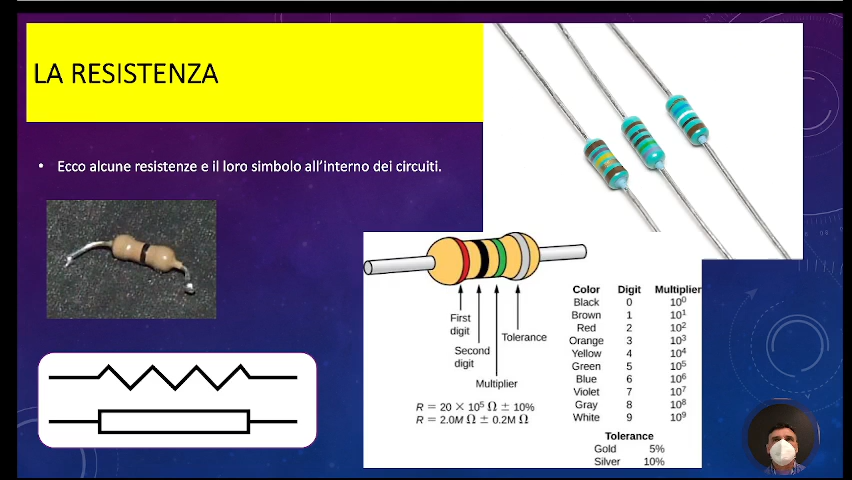 LA RESISTENZA
• Ecco alcune resistenze e il loro simbolo all'interno dei circuiti.
First digit
Second digit
Multiplier
Tolerance
R = 20 × 10⁵ Ω ± 10%
R = 2.0M Ω ± 0.2M Ω
Color Digit Multiplier
Black 0 10⁰
Brown 1 10¹
Red 2 10²
Orange 3 10³
Yellow 4 10⁴
Green 5 10⁵
Blue 6 10⁶
Violet 7 10⁷
Gray 8 10⁸
White 9 10⁹
Tolerance
Gold 5%
Silver 10%